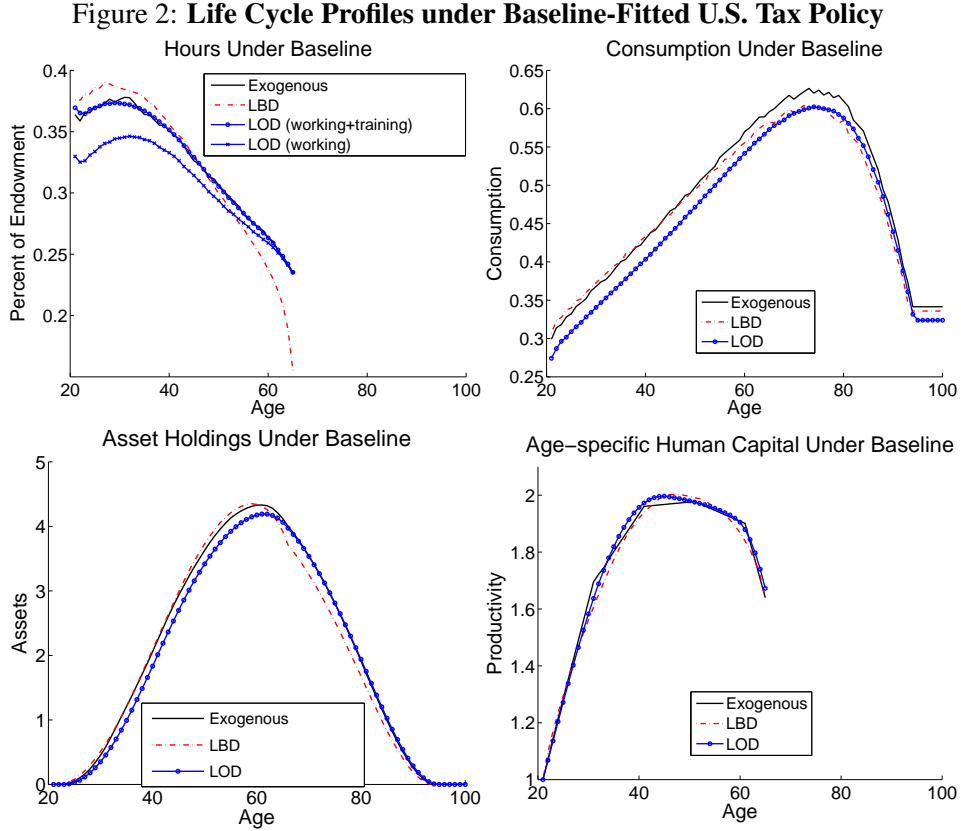 Figure 2: Life Cycle Profiles under Baseline-Fitted U.S. Tax Policy
Hours Under Baseline
Percent of Endowment
0.4
0.35
0.3
0.25
0.2
20
40
60
80
100
Age
Exogenous
LBD
LOD (working+training)
LOD (working)
Consumption Under Baseline
Consumption
0.65
0.6
0.55
0.5
0.45
0.4
0.35
0.3
0.25
20
40
60
80
100
Age
Exogenous
LBD
LOD
Asset Holdings Under Baseline
Assets
5
4
3
2
1
0
20
40
60
80
100
Age
Exogenous
LBD
LOD
Age−specific Human Capital Under Baseline
Productivity
2
1.8
1.6
1.4
1.2
1
20
40
60
80
100
Age
Exogenous
LBD
LOD